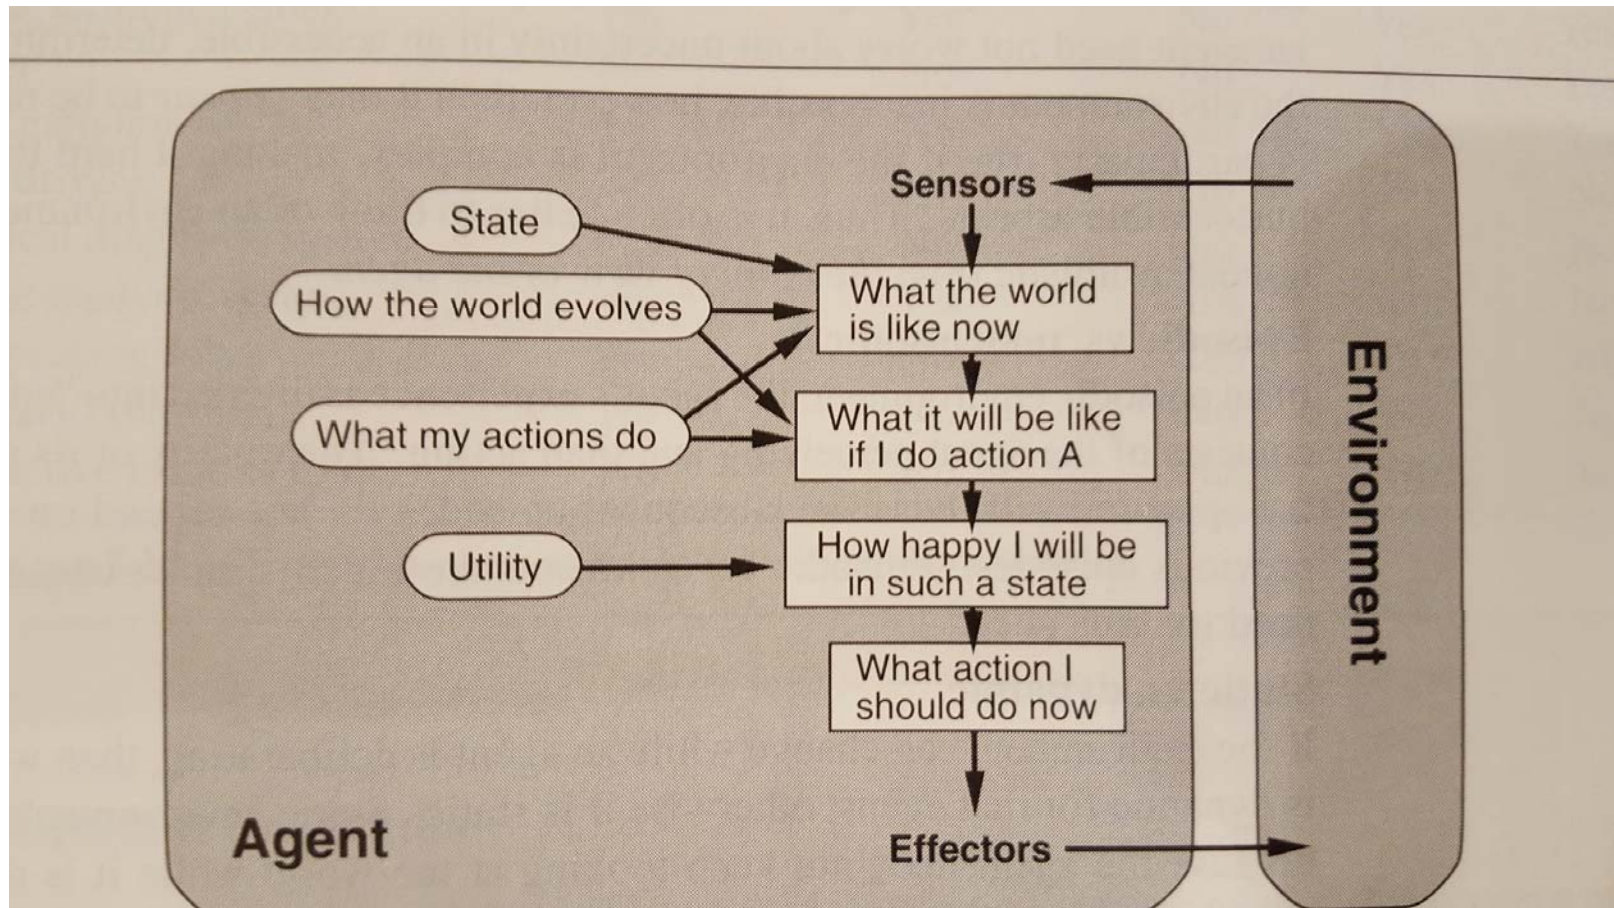 Sensors
State
What the world
is like now
How the world evolves
What it will be like
if I do action A
What my actions do
How happy I will be
in such a state
Utility
What action I
should do now
Effectors
Agent
Environment